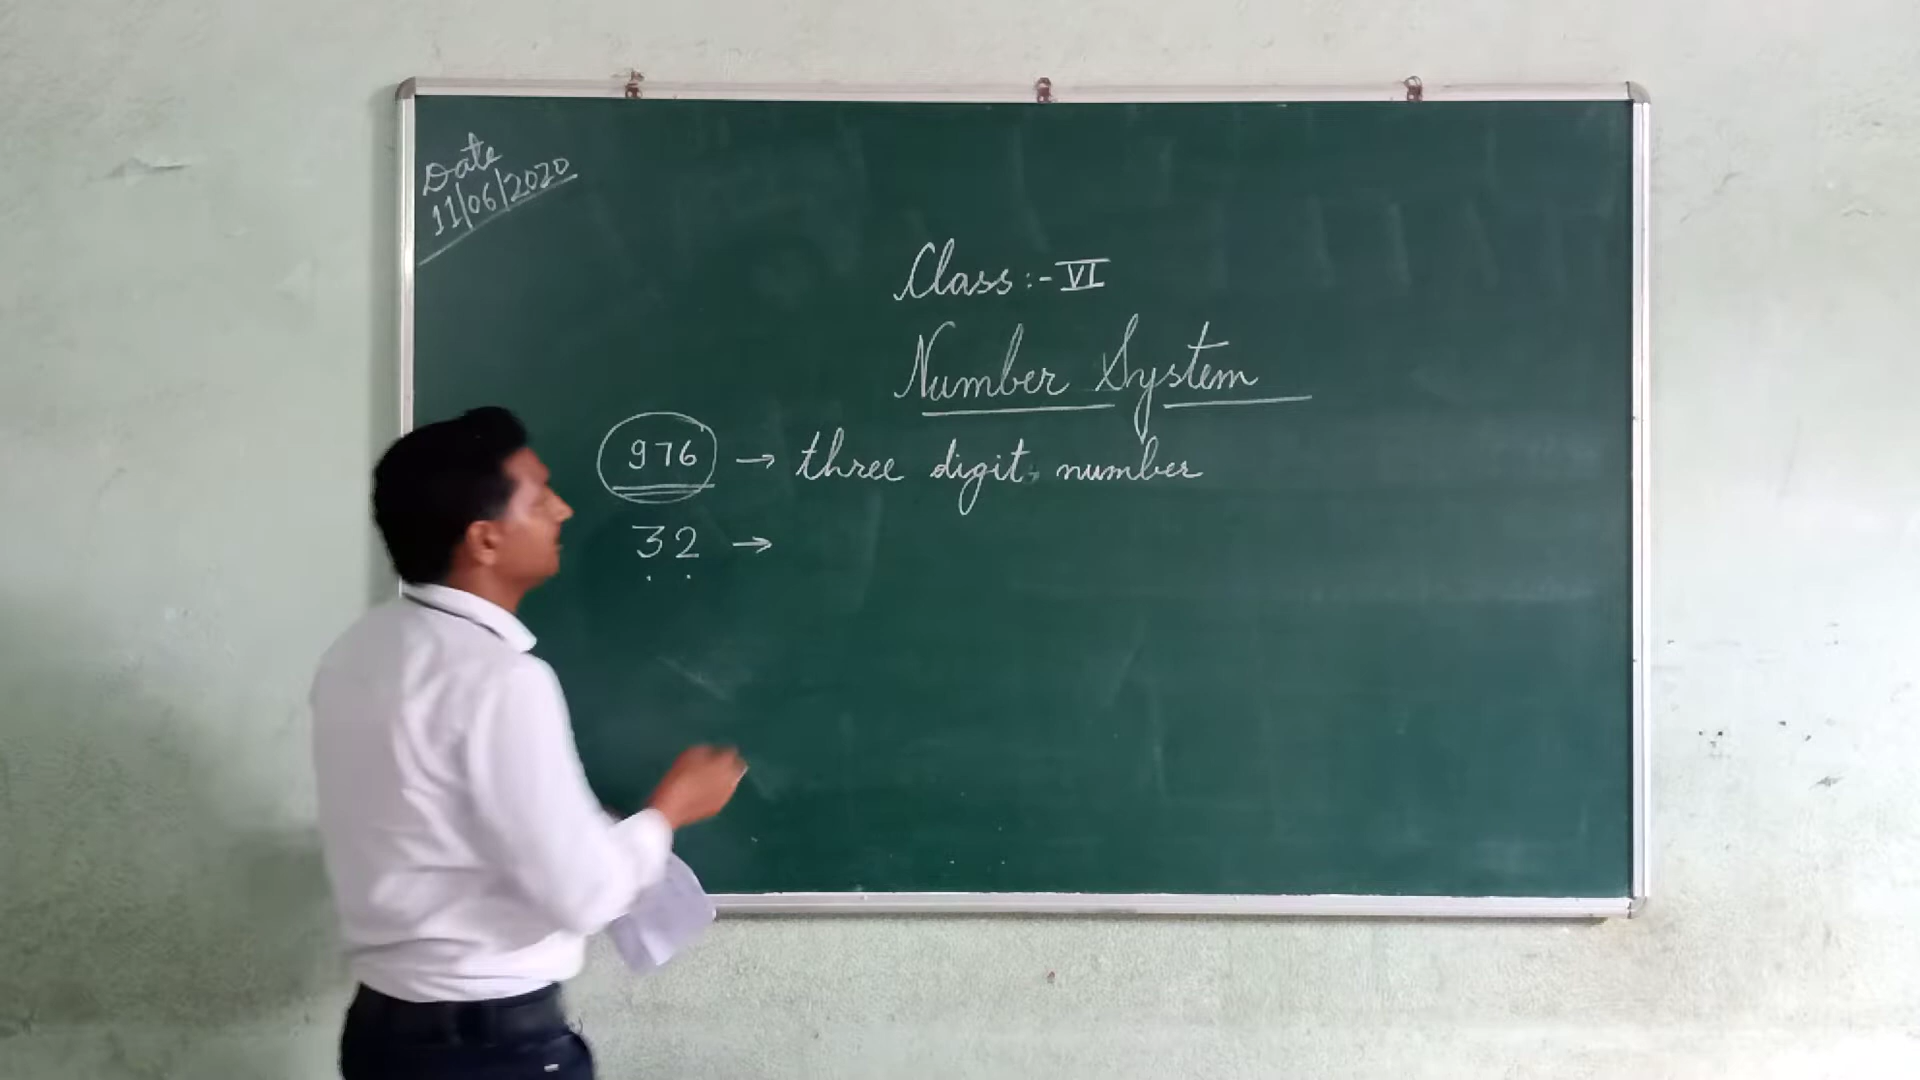 Date
11/06/2020
Class:- VI
Number System
976 → three digit number
32 →